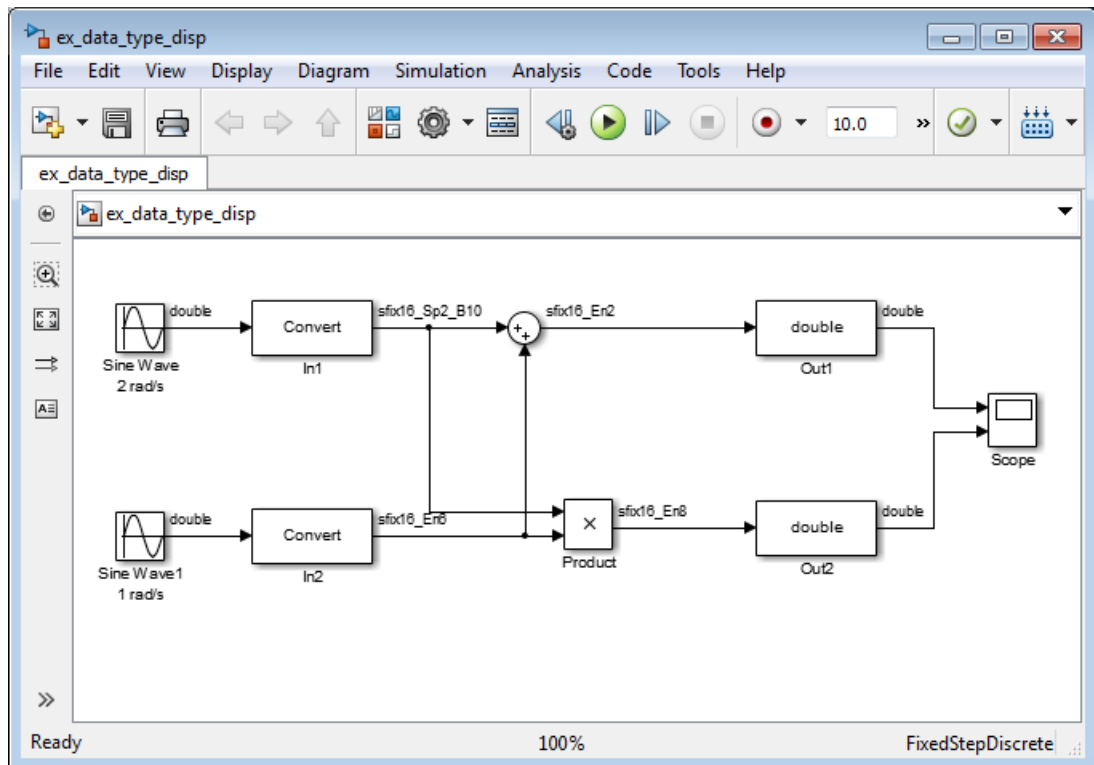 ex_data_type_disp
File Edit View Display Diagram Simulation Analysis Code Tools Help
10.0 »
ex_data_type_disp
ex_data_type_disp
double sfix16_Sp2_B10 sfix16_En2 double
Convert + + double
Sine Wave In1 Out1
2 rad/s
Scope
double sfix16_En6 sfix16_En8 double
Convert × double
Sine Wave1 In2 Product Out2
1 rad/s
Ready 100% FixedStepDiscrete